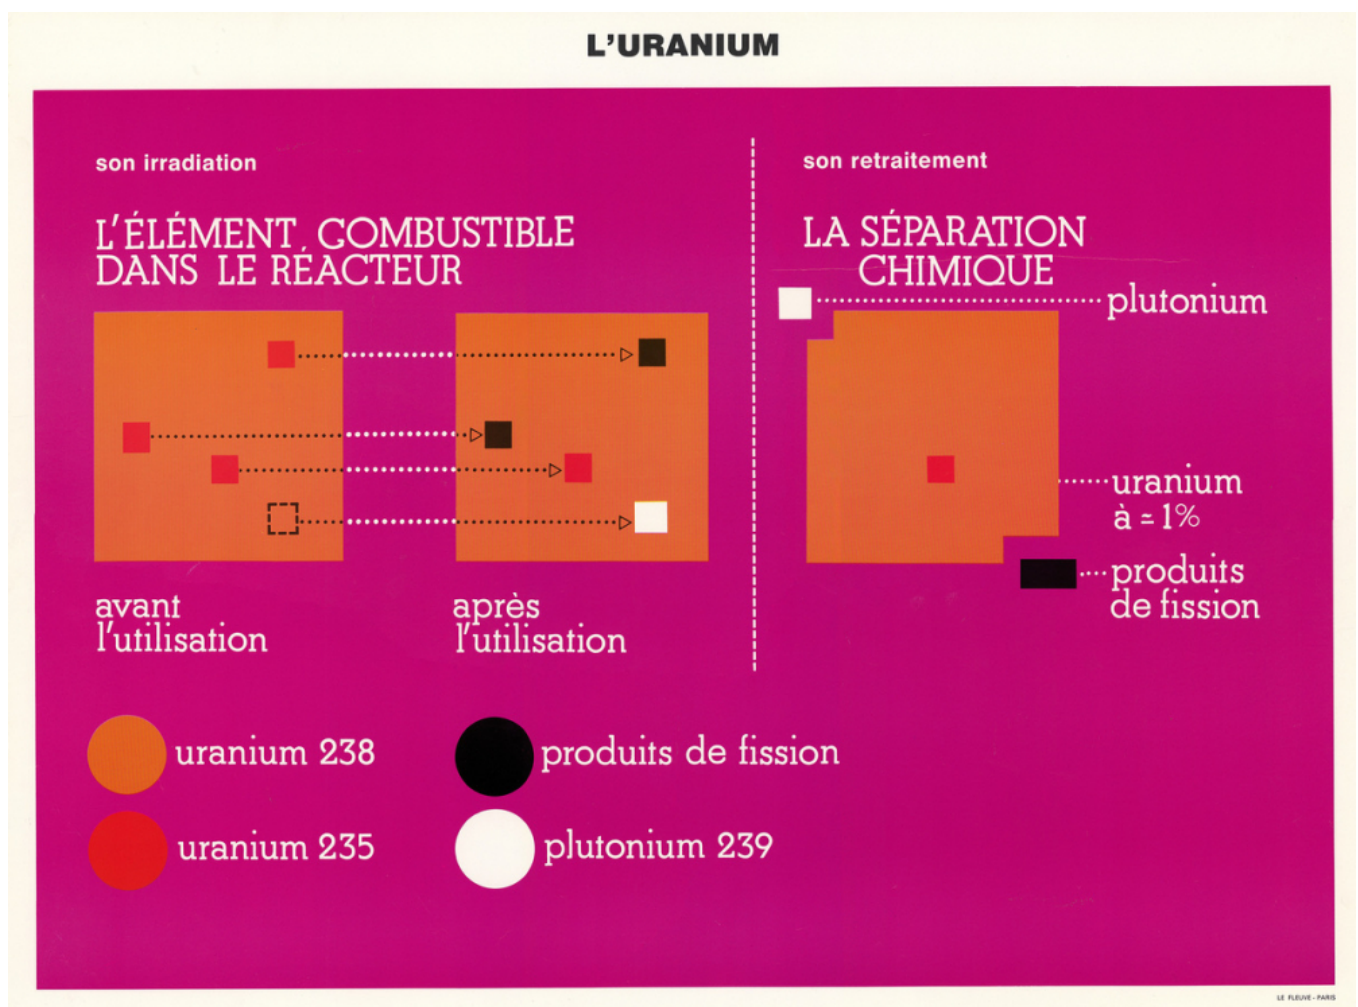 L'URANIUM
son irradiation
L'ÉLÉMENT COMBUSTIBLE
DANS LE RÉACTEUR
avant
l'utilisation
après
l'utilisation
son retraitement
LA SÉPARATION
CHIMIQUE
plutonium
uranium
à = 1%
produits
de fission
uranium 238
produits de fission
uranium 235
plutonium 239
LE FLEUVE - PARIS